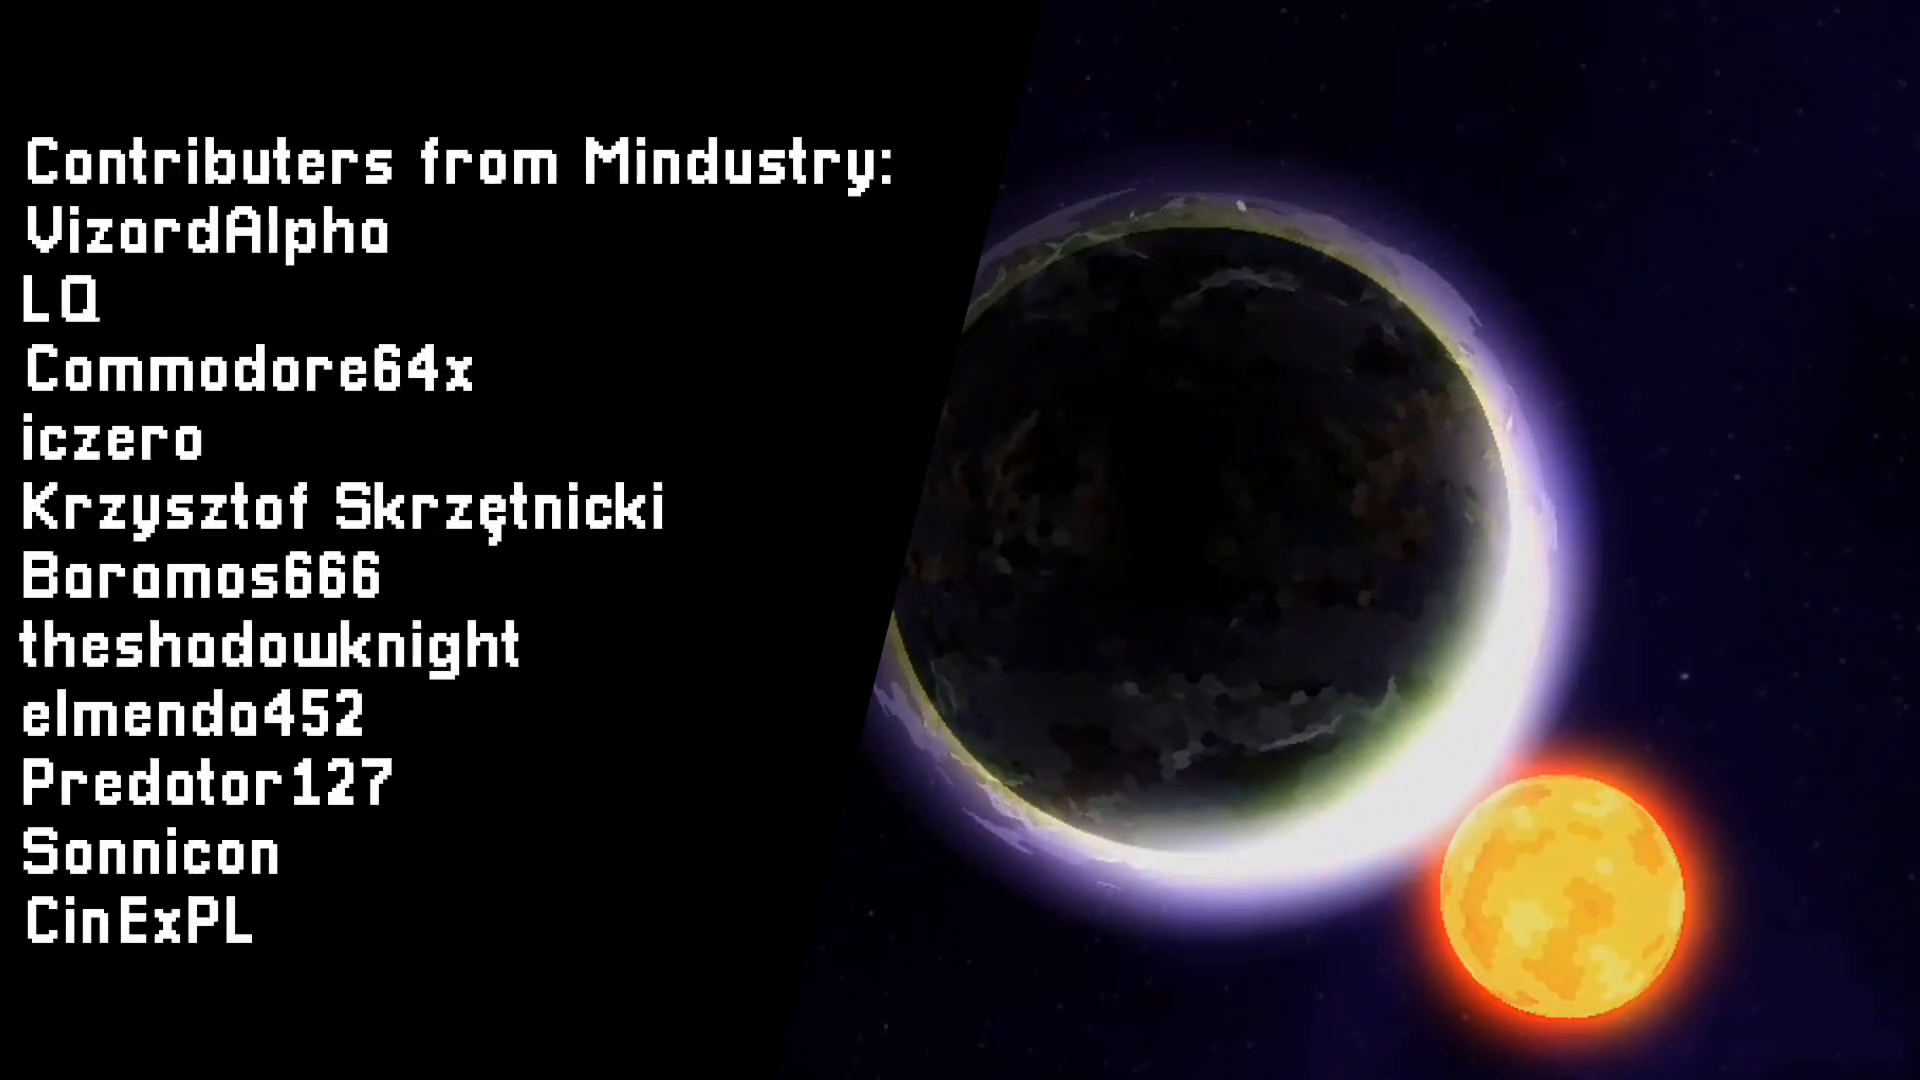 Contributers from Mindustry:
VizardAlpha
LQ
Commodore64x
iczero
Krzysztof Skrzętnicki
Baramos666
theshadowknight
elmenda452
Predator127
Sonnicon
CinExPL